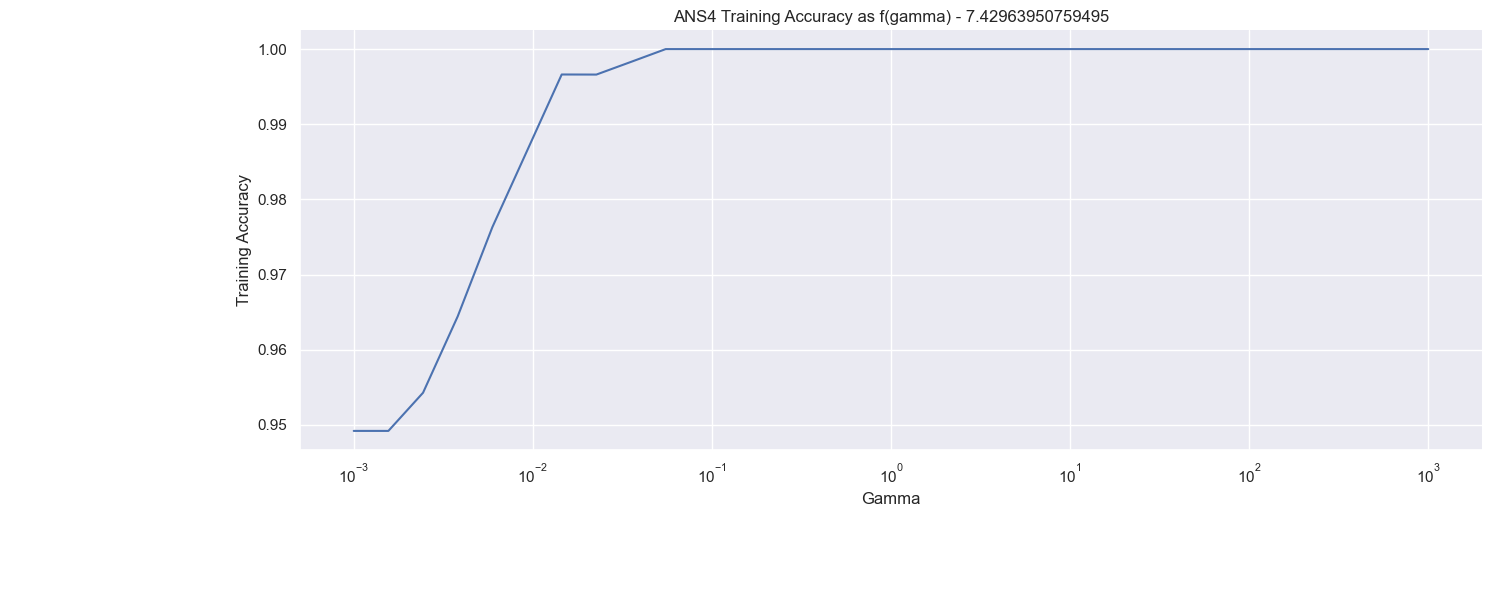 ANS4 Training Accuracy as f(gamma) - 7.42963950759495
1.00
0.99
0.98
0.97
0.96
0.95
Training Accuracy
10⁻³ 10⁻² 10⁻¹ 10⁰ 10¹ 10² 10³
Gamma